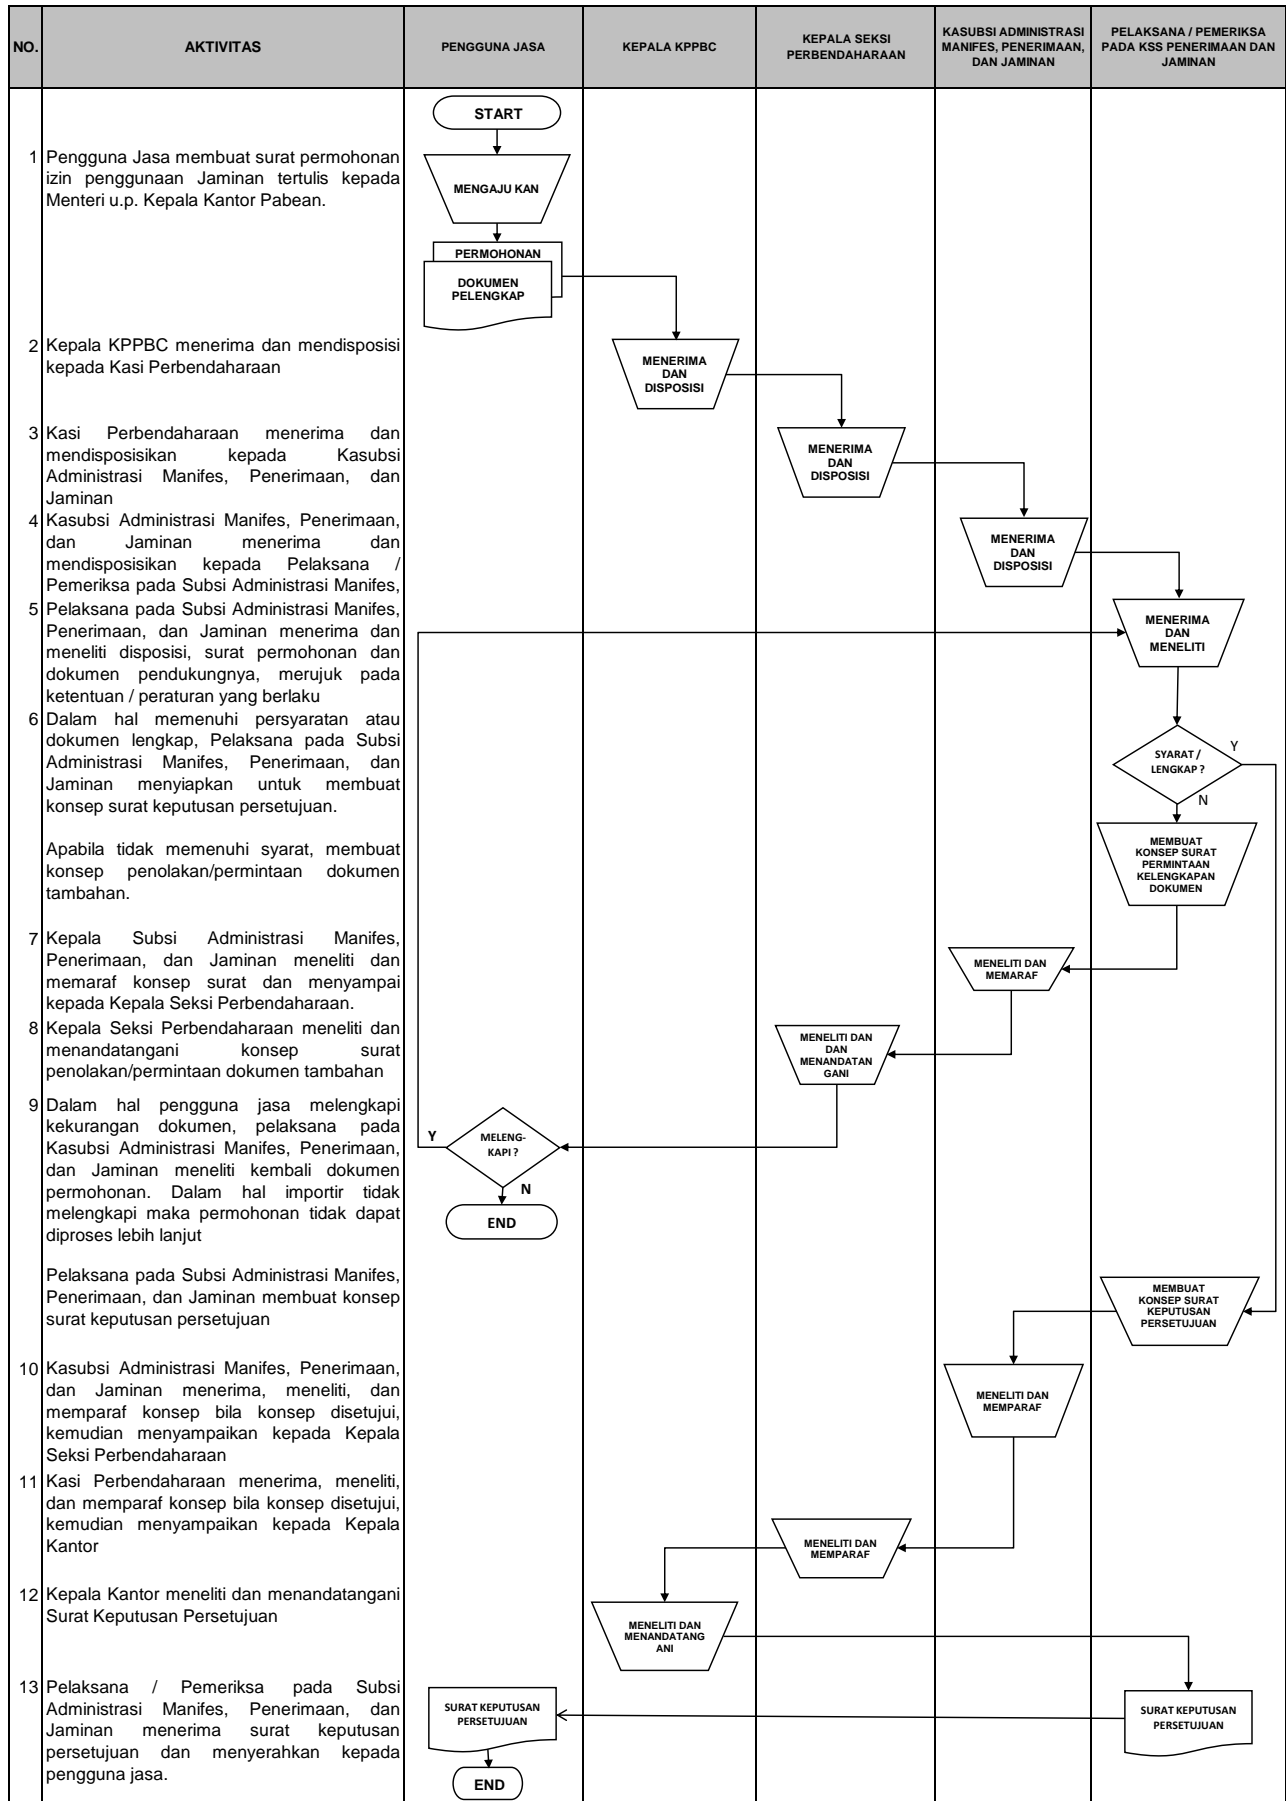 NO.
AKTIVITAS
PENGGUNA JASA
KEPALA KPPBC
KEPALA SEKSI
PERBENDAHARAAN
KASUBSI ADMINISTRASI
MANIFES, PENERIMAAN,
DAN JAMINAN
PELAKSANA / PEMERIKSA
PADA KSS PENERIMAAN DAN
JAMINAN
START
1 Pengguna Jasa membuat surat permohonan
izin penggunaan Jaminan tertulis kepada
Menteri u.p. Kepala Kantor Pabean.
MENGAJU KAN
PERMOHONAN
DOKUMEN
PELENGKAP
2 Kepala KPPBC menerima dan mendisposisi
kepada Kasi Perbendaharaan
MENERIMA
DAN
DISPOSISI
3 Kasi Perbendaharaan menerima dan
mendisposisikan kepada Kasubsi
Administrasi Manifes, Penerimaan, dan
Jaminan
MENERIMA
DAN
DISPOSISI
4 Kasubsi Administrasi Manifes, Penerimaan,
dan Jaminan menerima dan
mendisposisikan kepada Pelaksana /
Pemeriksa pada Subsi Administrasi Manifes,
MENERIMA
DAN
DISPOSISI
5 Pelaksana pada Subsi Administrasi Manifes,
Penerimaan, dan Jaminan menerima dan
meneliti disposisi, surat permohonan dan
dokumen pendukungnya, merujuk pada
ketentuan / peraturan yang berlaku
MENERIMA
DAN
MENELITI
6 Dalam hal memenuhi persyaratan atau
dokumen lengkap, Pelaksana pada Subsi
Administrasi Manifes, Penerimaan, dan
Jaminan menyiapkan untuk membuat
konsep surat keputusan persetujuan.
SYARAT /
LENGKAP ?
Y
N
Apabila tidak memenuhi syarat, membuat
konsep penolakan/permintaan dokumen
tambahan.
MEMBUAT
KONSEP SURAT
PERMINTAAN
KELENGKAPAN
DOKUMEN
7 Kepala Subsi Administrasi Manifes,
Penerimaan, dan Jaminan meneliti dan
memaraf konsep surat dan menyampai
kepada Kepala Seksi Perbendaharaan.
MENELITI DAN
MEMARAF
8 Kepala Seksi Perbendaharaan meneliti dan
menandatangani konsep surat
penolakan/permintaan dokumen tambahan
MENELITI DAN
DAN
MENANDATAN
GANI
9 Dalam hal pengguna jasa melengkapi
kekurangan dokumen, pelaksana pada
Kasubsi Administrasi Manifes, Penerimaan,
dan Jaminan meneliti kembali dokumen
permohonan. Dalam hal importir tidak
melengkapi maka permohonan tidak dapat
diproses lebih lanjut
Y
MELENG-
KAPI ?
N
END
Pelaksana pada Subsi Administrasi Manifes,
Penerimaan, dan Jaminan membuat konsep
surat keputusan persetujuan
MEMBUAT
KONSEP SURAT
KEPUTUSAN
PERSETUJUAN
10 Kasubsi Administrasi Manifes, Penerimaan,
dan Jaminan menerima, meneliti, dan
memparaf konsep bila konsep disetujui,
kemudian menyampaikan kepada Kepala
Seksi Perbendaharaan
MENELITI DAN
MEMPARAF
11 Kasi Perbendaharaan menerima, meneliti,
dan memparaf konsep bila konsep disetujui,
kemudian menyampaikan kepada Kepala
Kantor
MENELITI DAN
MEMPARAF
12 Kepala Kantor meneliti dan menandatangani
Surat Keputusan Persetujuan
MENELITI DAN
MENANDATANG
ANI
13 Pelaksana / Pemeriksa pada Subsi
Administrasi Manifes, Penerimaan, dan
Jaminan menerima surat keputusan
persetujuan dan menyerahkan kepada
pengguna jasa.
SURAT KEPUTUSAN
PERSETUJUAN
SURAT KEPUTUSAN
PERSETUJUAN
END